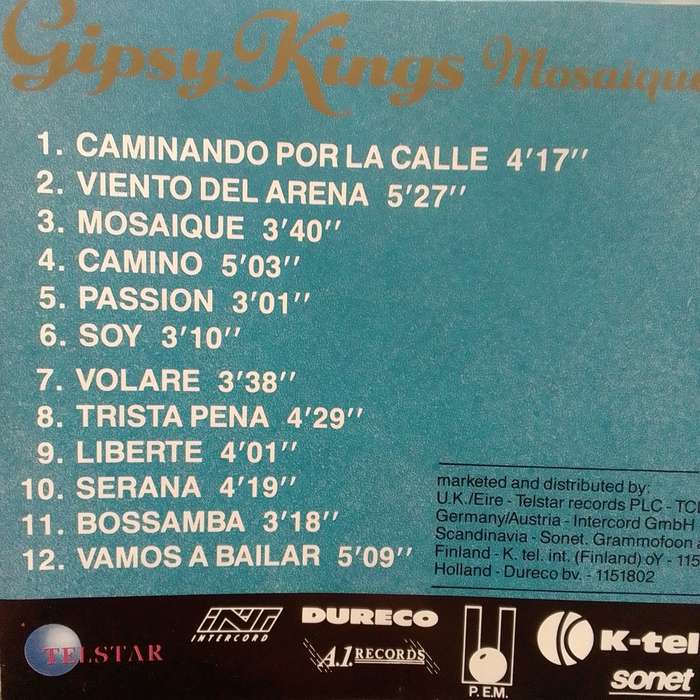 Gipsy Kings Mosaïque
1. CAMINANDO POR LA CALLE 4'17''
2. VIENTO DEL ARENA 5'27''
3. MOSAIQUE 3'40''
4. CAMINO 5'03''
5. PASSION 3'01''
6. SOY 3'10''
7. VOLARE 3'38''
8. TRISTA PENA 4'29''
9. LIBERTE 4'01''
10. SERANA 4'19''
11. BOSSAMBA 3'18''
12. VAMOS A BAILAR 5'09''
marketed and distributed by:
U.K./Eire - Telstar records PLC -
Germany/Austria - Intercord GmbH
Scandinavia - Sonet. Grammofoon
Finland - K. tel. int. (Finland) oY -
Holland - Dureco bv. - 1151802
TELSTAR
INT
INTERCORD
DURECO
A.1. RECORDS
P.E.M.
K-tel
sonet